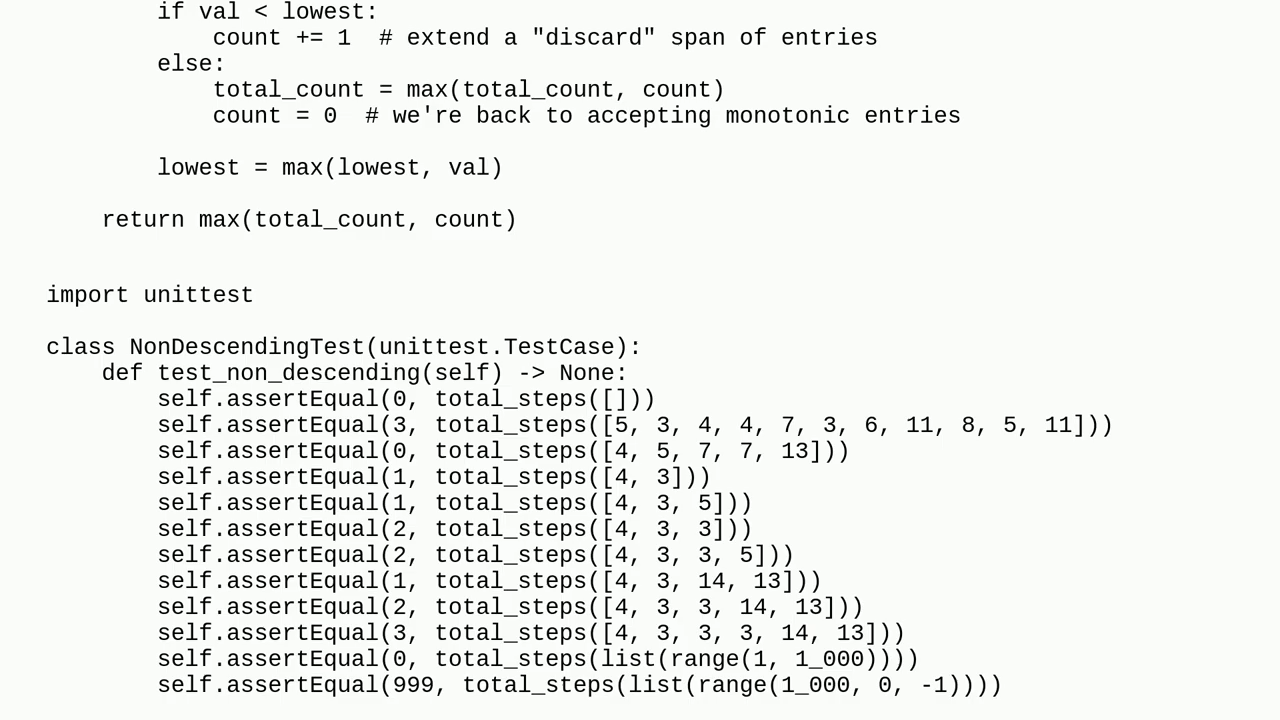 if val < lowest:
            count += 1  # extend a "discard" span of entries
        else:
            total_count = max(total_count, count)
            count = 0  # we're back to accepting monotonic entries

        lowest = max(lowest, val)

    return max(total_count, count)


import unittest

class NonDescendingTest(unittest.TestCase):
    def test_non_descending(self) -> None:
        self.assertEqual(0, total_steps([]))
        self.assertEqual(3, total_steps([5, 3, 4, 4, 7, 3, 6, 11, 8, 5, 11]))
        self.assertEqual(0, total_steps([4, 5, 7, 7, 13]))
        self.assertEqual(1, total_steps([4, 3]))
        self.assertEqual(1, total_steps([4, 3, 5]))
        self.assertEqual(2, total_steps([4, 3, 3]))
        self.assertEqual(2, total_steps([4, 3, 3, 5]))
        self.assertEqual(1, total_steps([4, 3, 14, 13]))
        self.assertEqual(2, total_steps([4, 3, 3, 14, 13]))
        self.assertEqual(3, total_steps([4, 3, 3, 3, 14, 13]))
        self.assertEqual(0, total_steps(list(range(1, 1_000))))
        self.assertEqual(999, total_steps(list(range(1_000, 0, -1))))